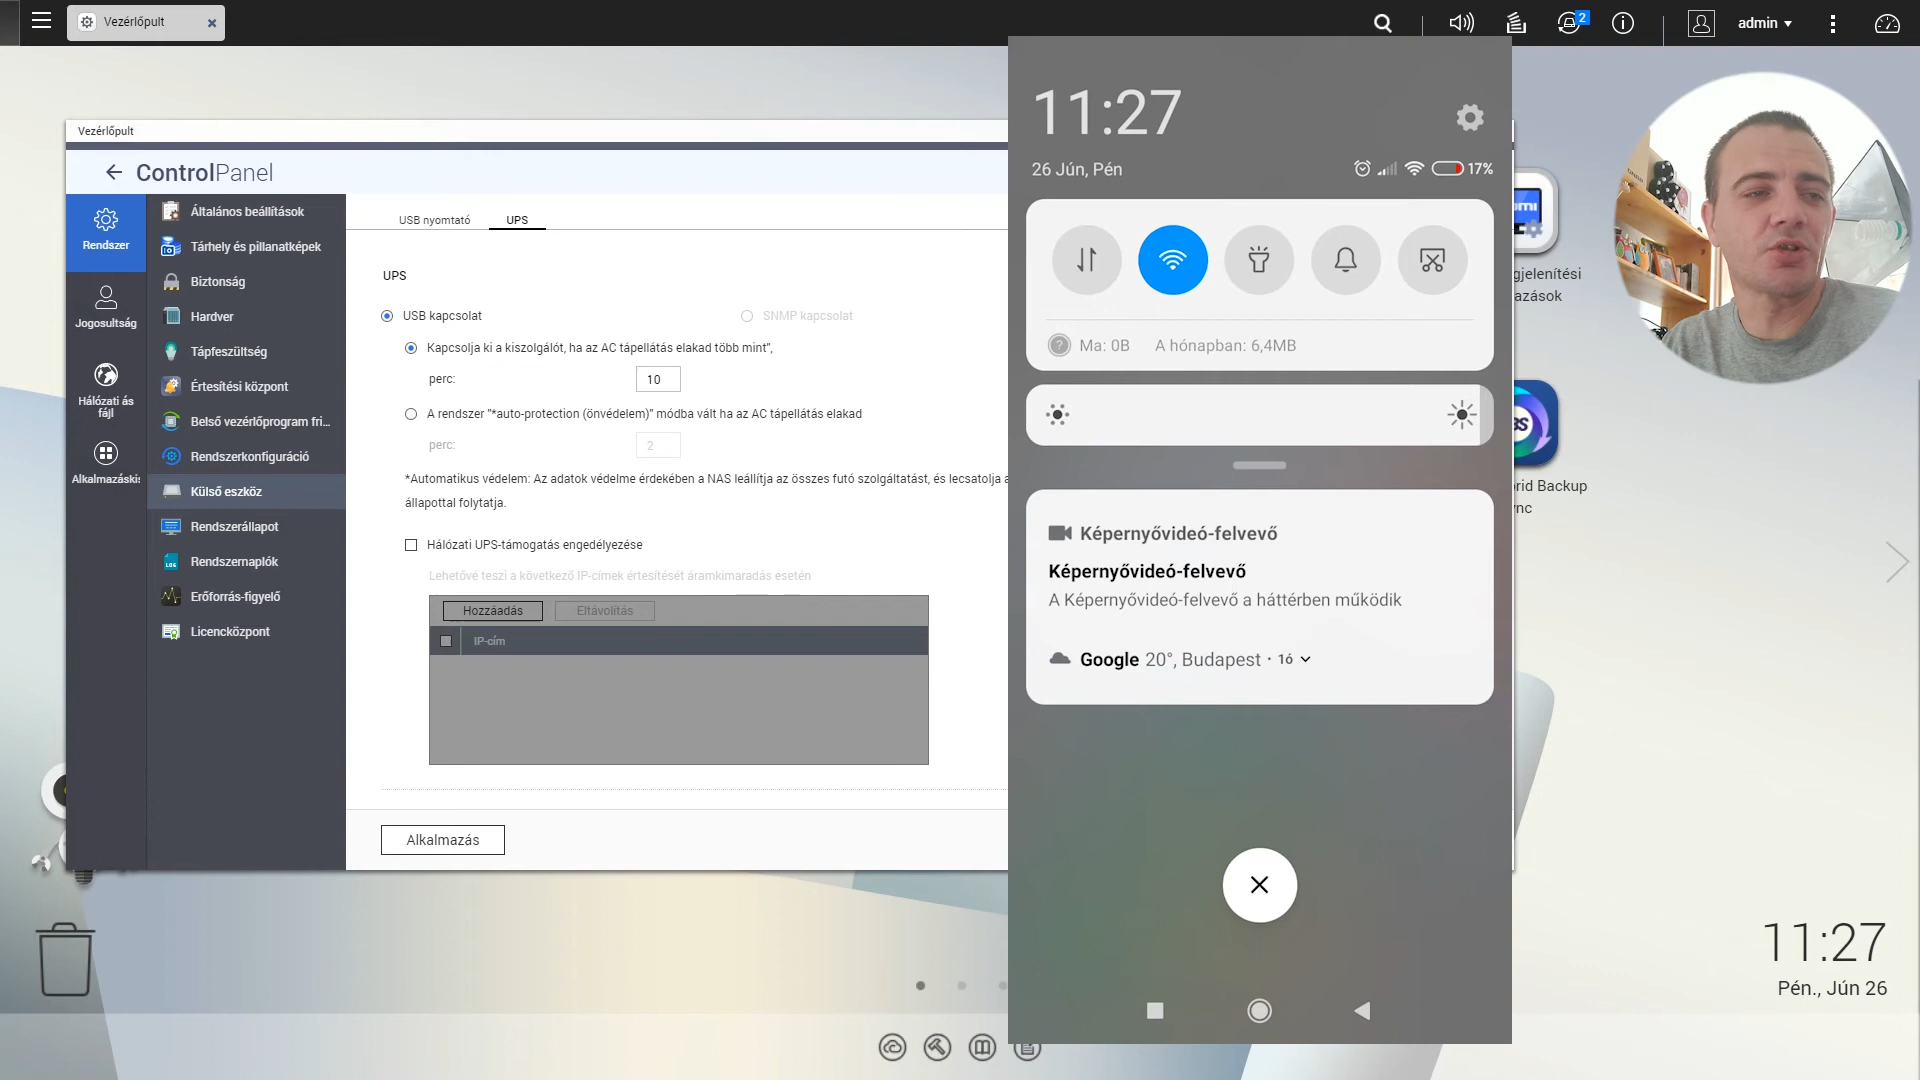 Vezérlőpult
2
admin
Vezérlőpult
ControlPanel
Rendszer
Jogosultság
Hálózati és
fájl
Alkalmazáskis
Általános beállítások
Tárhely és pillanatképek
Biztonság
Hardver
Tápfeszültség
Értesítési központ
Belső vezérlőprogram fri...
Rendszerkonfiguráció
Külső eszköz
Rendszerállapot
Rendszernaplók
Erőforrás-figyelő
Licencközpont
USB nyomtató
UPS
UPS
USB kapcsolat
SNMP kapcsolat
Kapcsolja ki a kiszolgálót, ha az AC tápellátás elakad több mint",
perc:
10
A rendszer "*auto-protection (önvédelem)" módba vált ha az AC tápellátás elakad
perc:
2
*Automatikus védelem: Az adatok védelme érdekében a NAS leállítja az összes futó szolgáltatást, és lecsatolja a
állapottal folytatja.
Hálózati UPS-támogatás engedélyezése
Lehetővé teszi a következő IP-címek értesítését áramkimaradás esetén
Hozzáadás
Eltávolítás
IP-cím
Alkalmazás
11:27
26 Jún, Pén
17%
Ma: 0B
A hónapban: 6,4MB
Képernyővideó-felvevő
Képernyővideó-felvevő
A Képernyővideó-felvevő a háttérben működik
Google 20°, Budapest · 1ó
gjelenítési
azások
rid Backup
nc
11:27
Pén., Jún 26